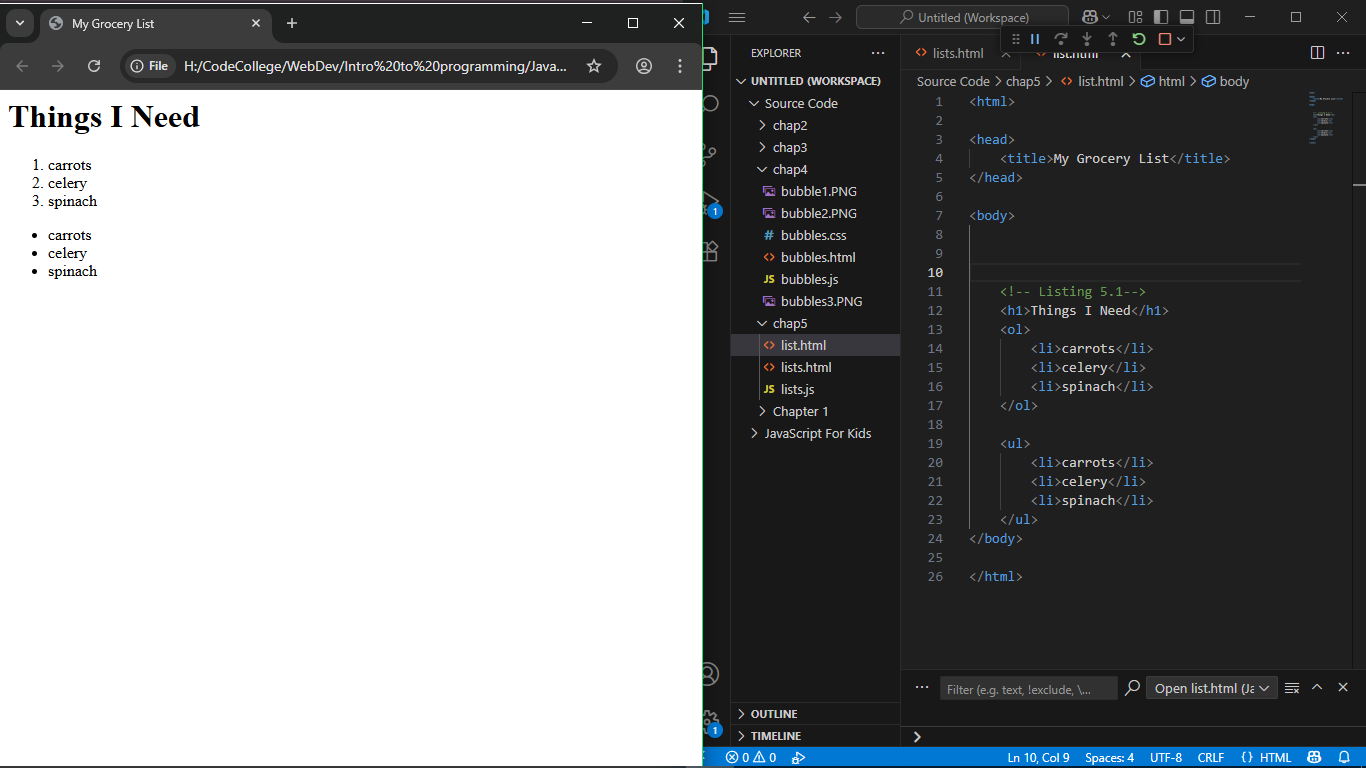 My Grocery List
File H:/CodeCollege/WebDev/Intro%20to%20programming/Java...
Things I Need
1. carrots
2. celery
3. spinach
• carrots
• celery
• spinach
Untitled (Workspace)
EXPLORER
UNTITLED (WORKSPACE)
Source Code
chap2
chap3
chap4
bubble1.PNG
bubble2.PNG
# bubbles.css
<> bubbles.html
JS bubbles.js
bubbles3.PNG
chap5
<> list.html
<> lists.html
JS lists.js
Chapter 1
JavaScript For Kids
OUTLINE
TIMELINE
1
1
<> lists.html
list.html
Source Code > chap5 > <> list.html > html > body
1 <html>
2
3 <head>
4 <title>My Grocery List</title>
5 </head>
6
7 <body>
8
9
10
11 <!-- Listing 5.1-->
12 <h1>Things I Need</h1>
13 <ol>
14 <li>carrots</li>
15 <li>celery</li>
16 <li>spinach</li>
17 </ol>
18
19 <ul>
20 <li>carrots</li>
21 <li>celery</li>
22 <li>spinach</li>
23 </ul>
24 </body>
25
26 </html>
Filter (e.g. text, !exclude, \...
Open list.html (Ja
0 0
Ln 10, Col 9 Spaces: 4 UTF-8 CRLF {} HTML